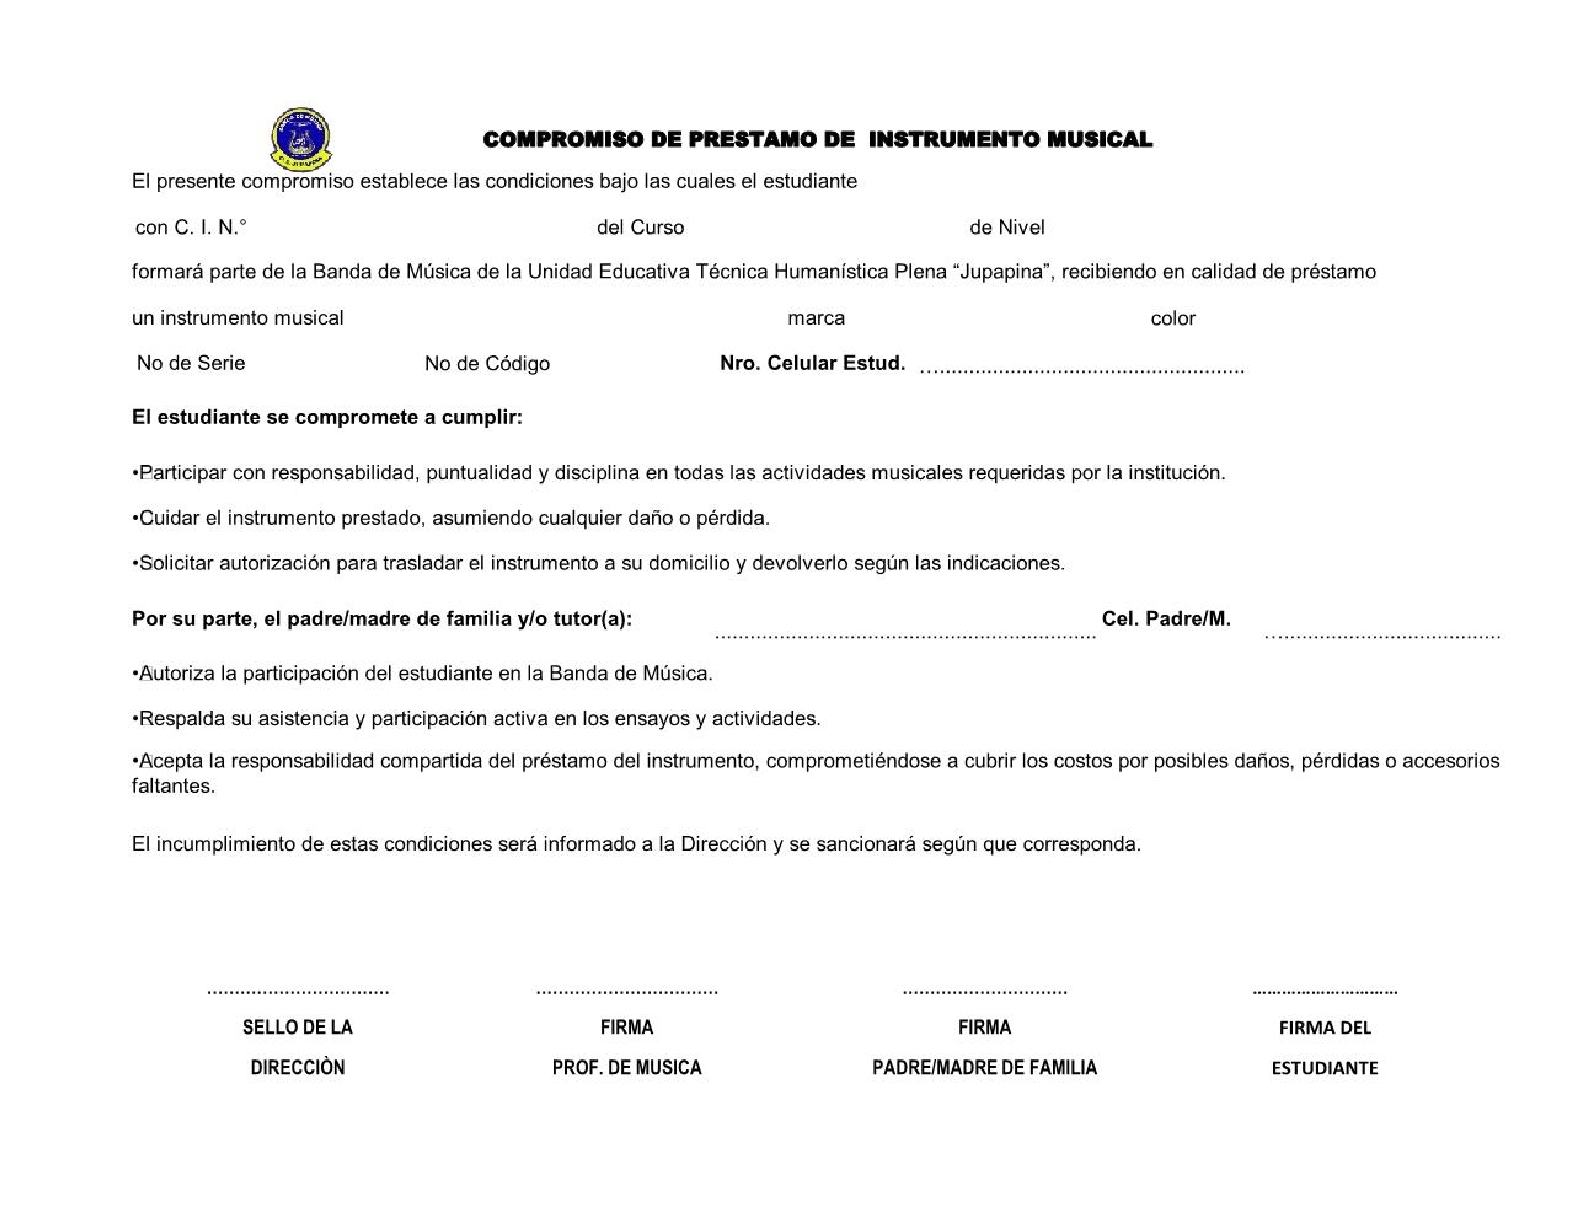 COMPROMISO DE PRESTAMO DE INSTRUMENTO MUSICAL
El presente compromiso establece las condiciones bajo las cuales el estudiante
con C. I. N.° del Curso de Nivel
formará parte de la Banda de Música de la Unidad Educativa Técnica Humanística Plena “Jupapina”, recibiendo en calidad de préstamo
un instrumento musical marca color
No de Serie No de Código Nro. Celular Estud. ........................................................
El estudiante se compromete a cumplir:
•Participar con responsabilidad, puntualidad y disciplina en todas las actividades musicales requeridas por la institución.
•Cuidar el instrumento prestado, asumiendo cualquier daño o pérdida.
•Solicitar autorización para trasladar el instrumento a su domicilio y devolverlo según las indicaciones.
Por su parte, el padre/madre de familia y/o tutor(a): ................................................................. Cel. Padre/M. ........................................
•Autoriza la participación del estudiante en la Banda de Música.
•Respalda su asistencia y participación activa en los ensayos y actividades.
•Acepta la responsabilidad compartida del préstamo del instrumento, comprometiéndose a cubrir los costos por posibles daños, pérdidas o accesorios
faltantes.
El incumplimiento de estas condiciones será informado a la Dirección y se sancionará según que corresponda.
................................. ................................. .............................. ..............................
SELLO DE LA FIRMA FIRMA FIRMA DEL
DIRECCIÒN PROF. DE MUSICA PADRE/MADRE DE FAMILIA ESTUDIANTE